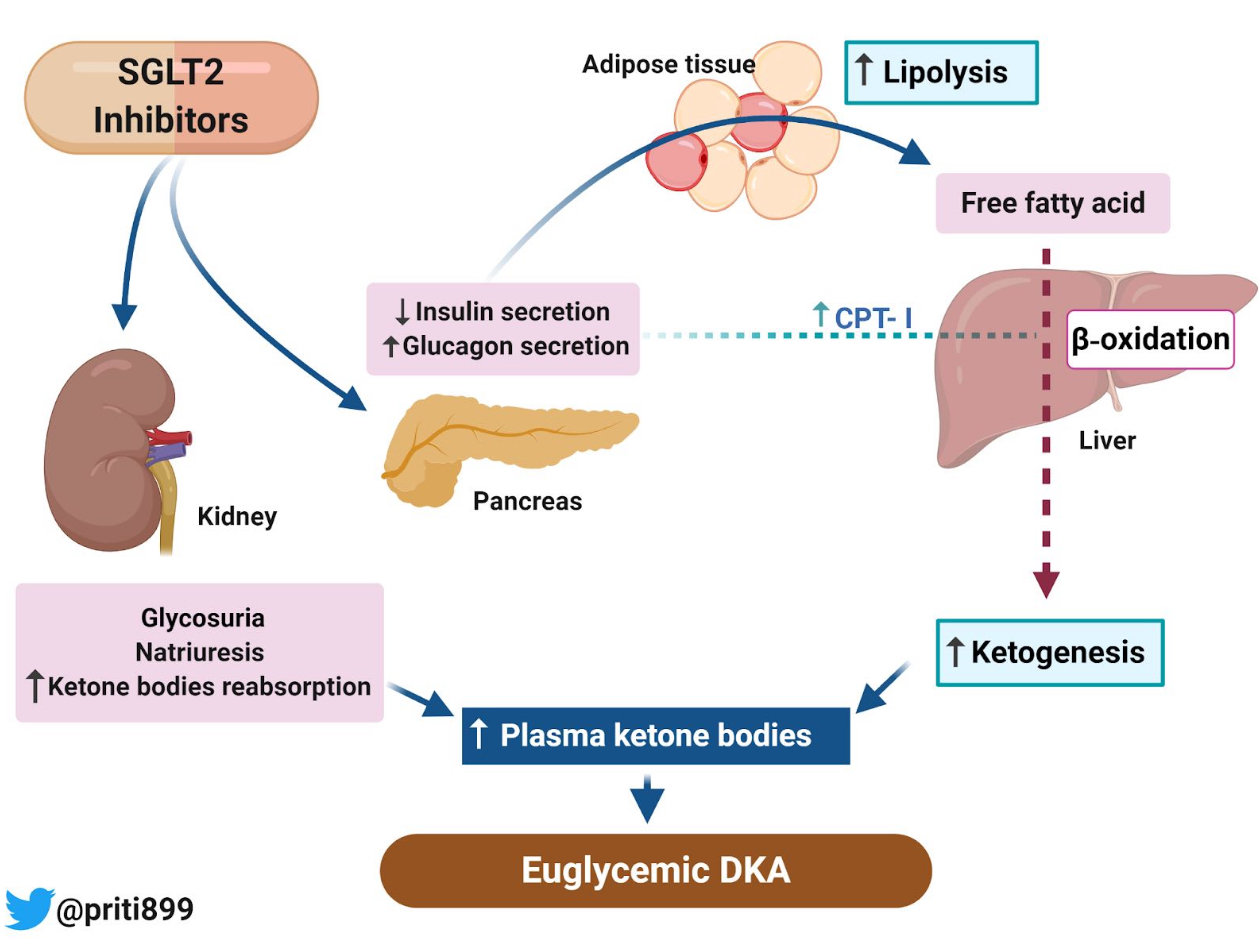 SGLT2
Inhibitors
Adipose tissue
↑ Lipolysis
Free fatty acid
↓ Insulin secretion
↑ Glucagon secretion
↑ CPT- I
β-oxidation
Liver
Pancreas
Kidney
Glycosuria
Natriuresis
↑ Ketone bodies reabsorption
↑ Ketogenesis
↑ Plasma ketone bodies
Euglycemic DKA
@priti899